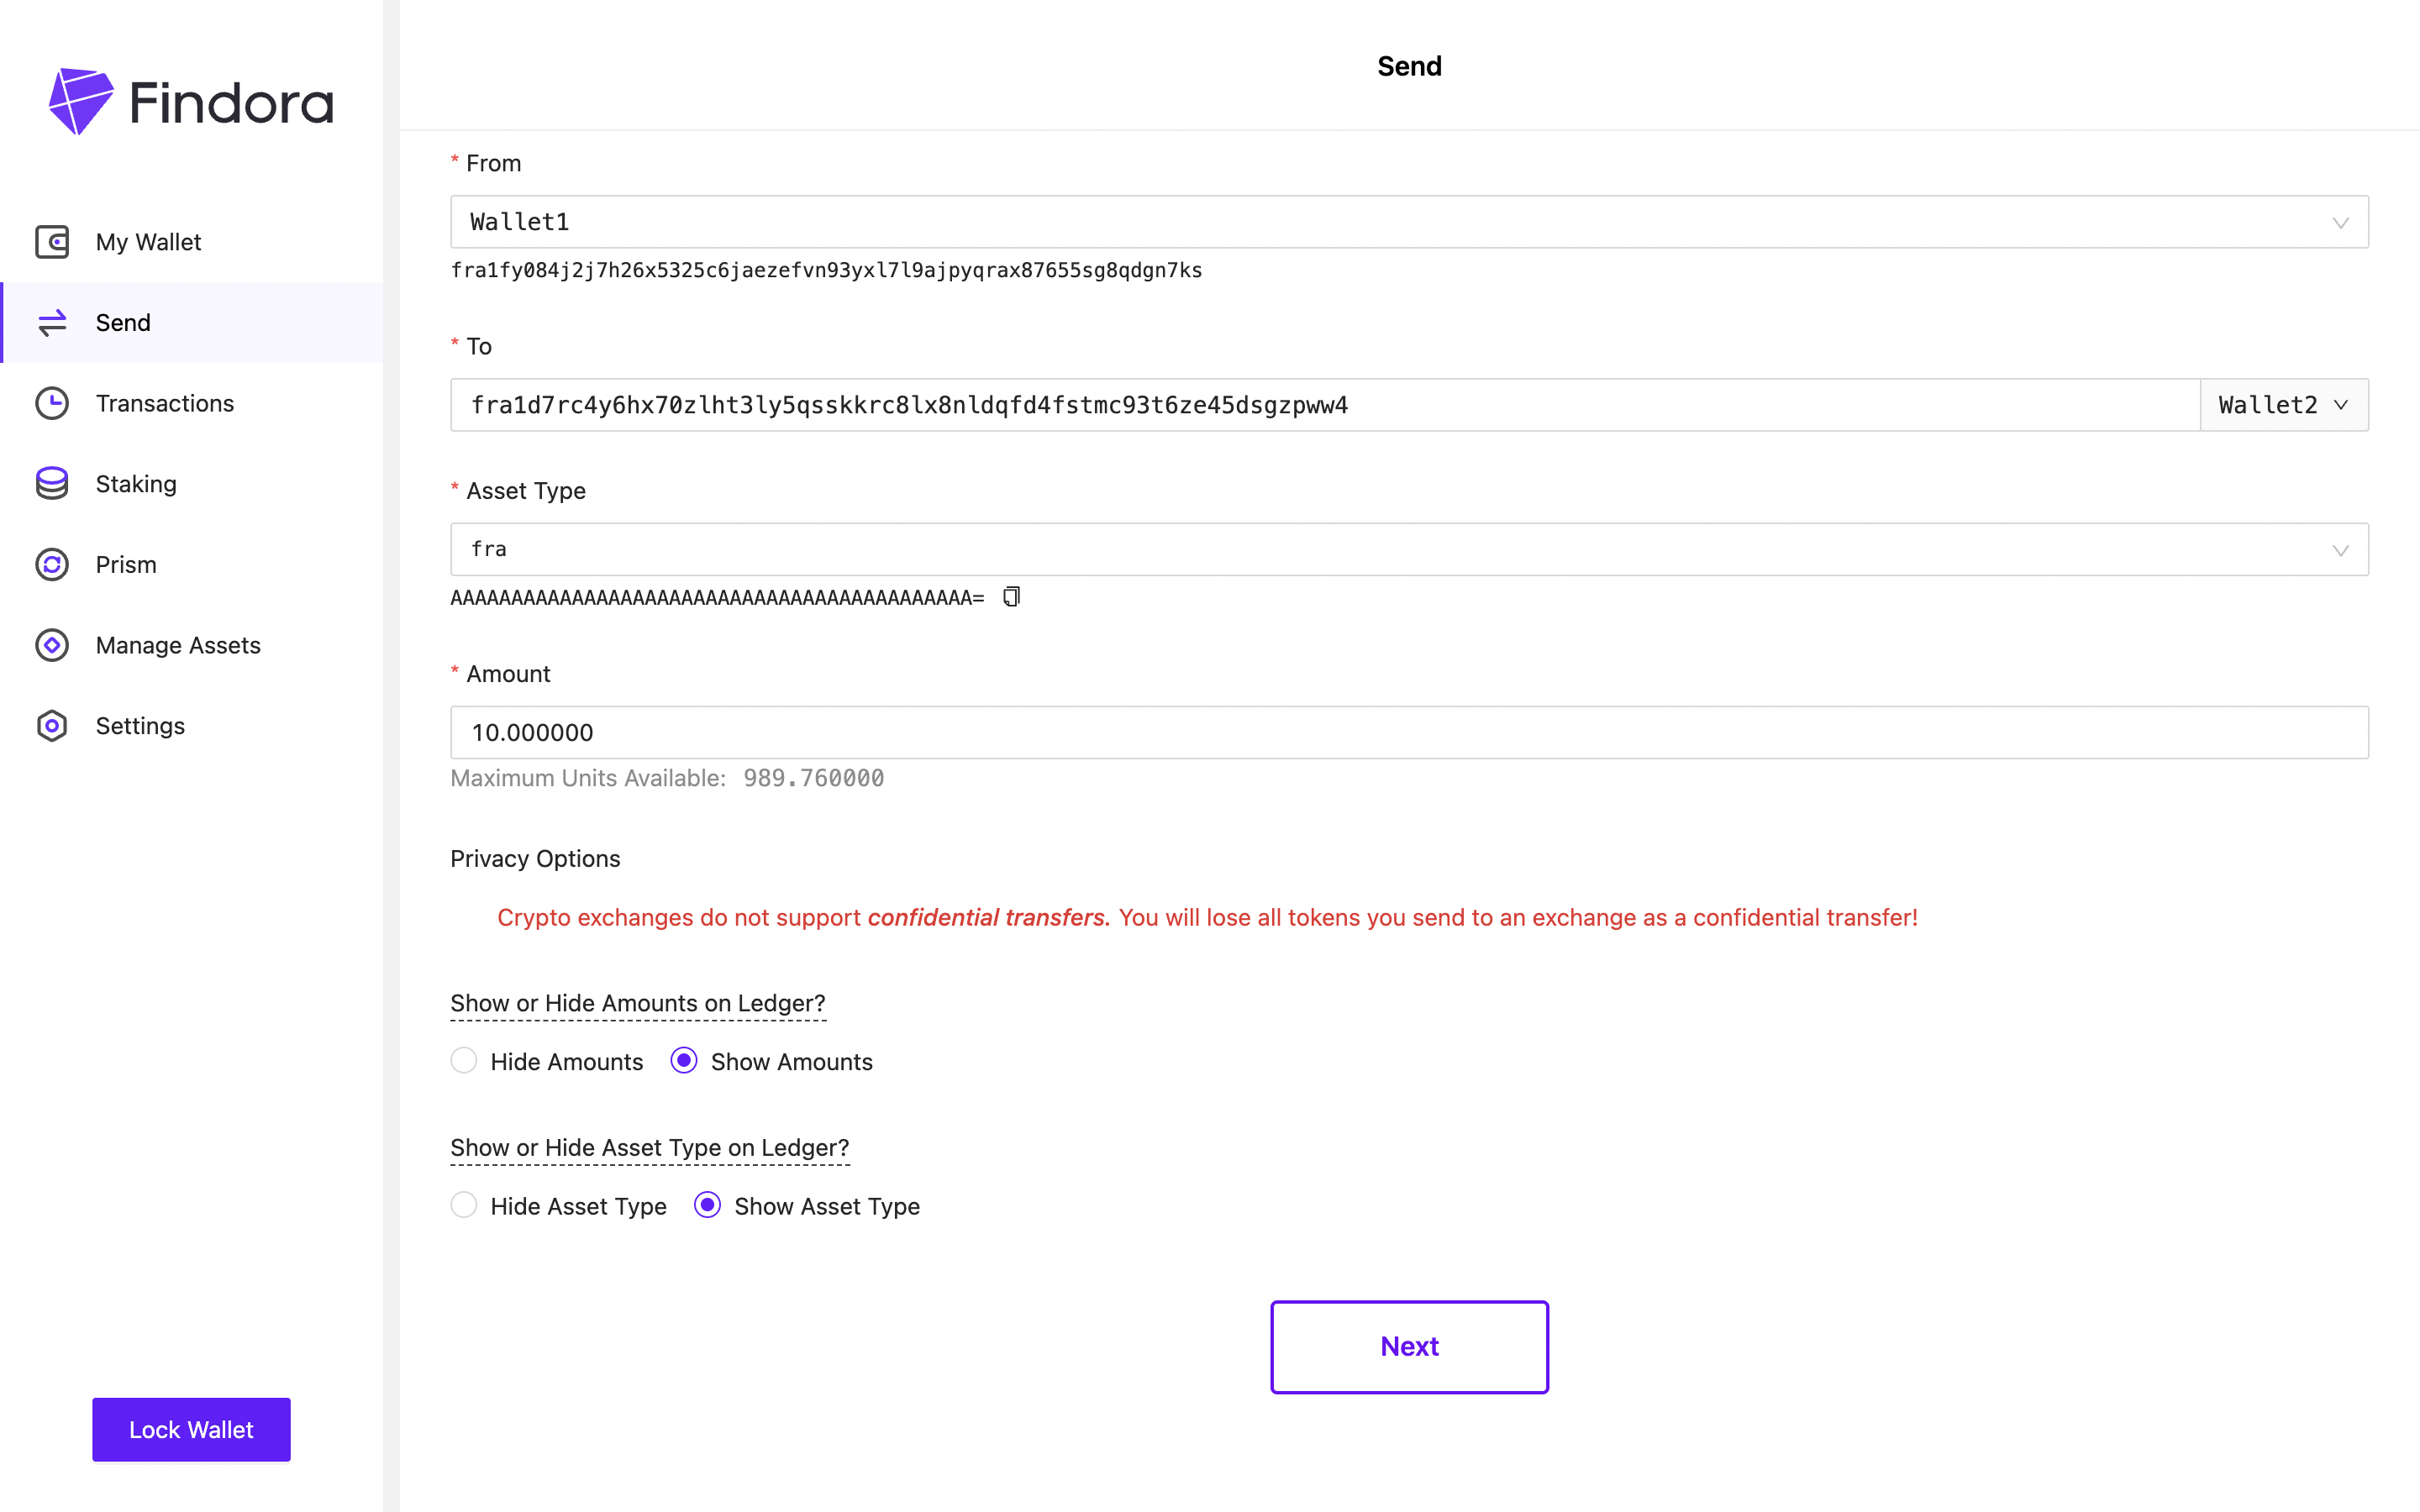 Findora
My Wallet
Send
Transactions
Staking
Prism
Manage Assets
Settings
Lock Wallet
Send
* From
Wallet1
fra1fy084j2j7h26x5325c6jaezefvn93yxl7l9ajpyqrax87655sg8qdgn7ks
* To
fra1d7rc4y6hx70zlht3ly5qsskkrc8lx8nldqfd4fstmc93t6ze45dsgzpww4
Wallet2
* Asset Type
fra
AAAAAAAAAAAAAAAAAAAAAAAAAAAAAAAAAAAAAAAAAAA=
* Amount
10.000000
Maximum Units Available: 989.760000
Privacy Options
Crypto exchanges do not support confidential transfers. You will lose all tokens you send to an exchange as a confidential transfer!
Show or Hide Amounts on Ledger?
Hide Amounts
Show Amounts
Show or Hide Asset Type on Ledger?
Hide Asset Type
Show Asset Type
Next